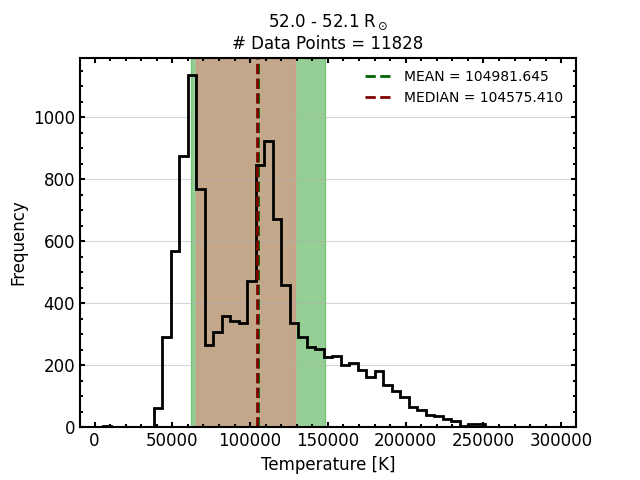 52.0 - 52.1 R⊙
# Data Points = 11828
MEAN = 104981.645
MEDIAN = 104575.410
Frequency
1000
800
600
400
200
0
0 50000 100000 150000 200000 250000 300000
Temperature [K]